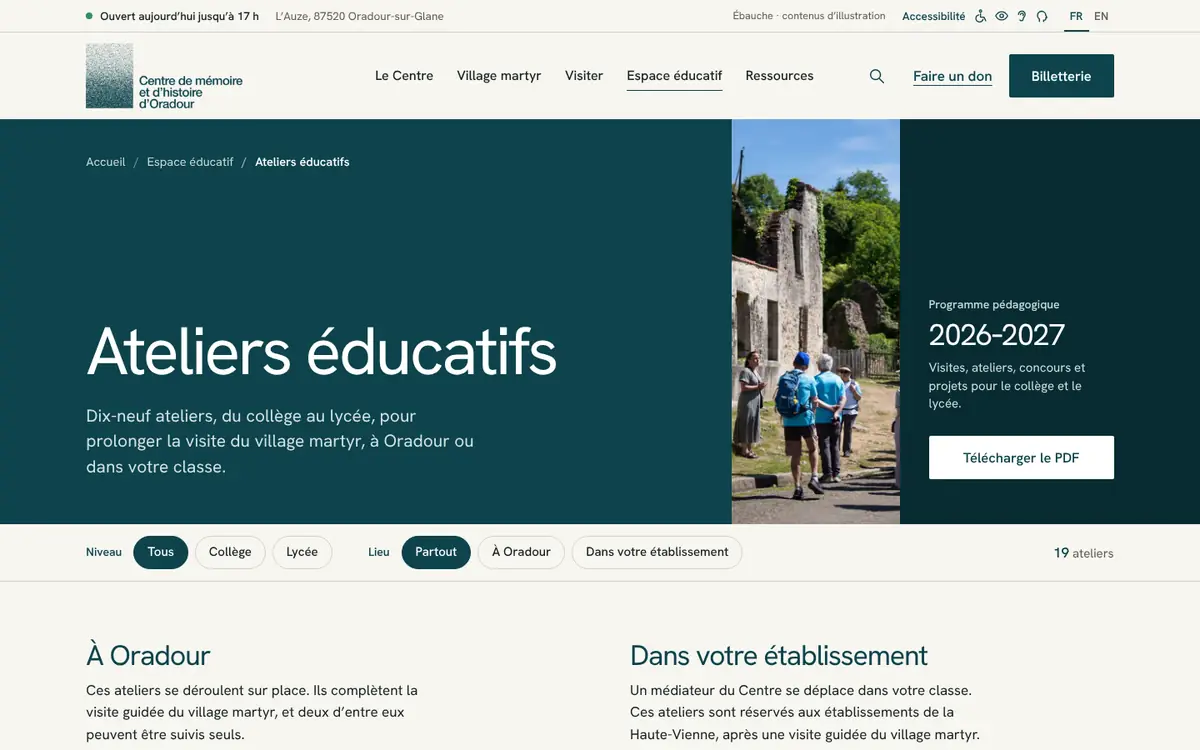 Ouvert aujourd’hui jusqu’à 17 h
L’Auze, 87520 Oradour-sur-Glane
Ébauche · contenus d’illustration
Accessibilité
FR
EN
Centre de mémoire
et d’histoire
d’Oradour
Le Centre
Village martyr
Visiter
Espace éducatif
Ressources
Faire un don
Billetterie
Accueil / Espace éducatif / Ateliers éducatifs
Ateliers éducatifs
Dix-neuf ateliers, du collège au lycée, pour
prolonger la visite du village martyr, à Oradour ou
dans votre classe.
Programme pédagogique
2026–2027
Visites, ateliers, concours et
projets pour le collège et le
lycée.
Télécharger le PDF
Niveau
Tous
Collège
Lycée
Lieu
Partout
À Oradour
Dans votre établissement
19 ateliers
À Oradour
Ces ateliers se déroulent sur place. Ils complètent la
visite guidée du village martyr, et deux d’entre eux
peuvent être suivis seuls.
Dans votre établissement
Un médiateur du Centre se déplace dans votre classe.
Ces ateliers sont réservés aux établissements de la
Haute-Vienne, après une visite guidée du village martyr.